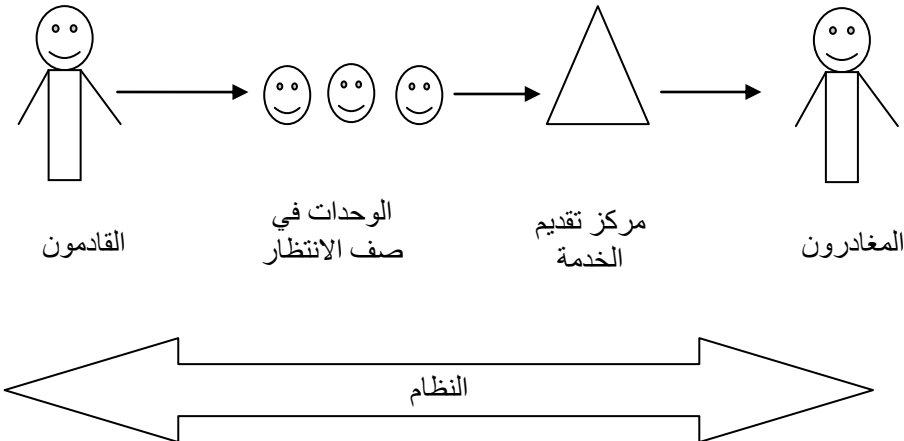 القادمون
الوحدات في
صف الانتظار
مركز تقديم
الخدمة
المغادرون
النظام